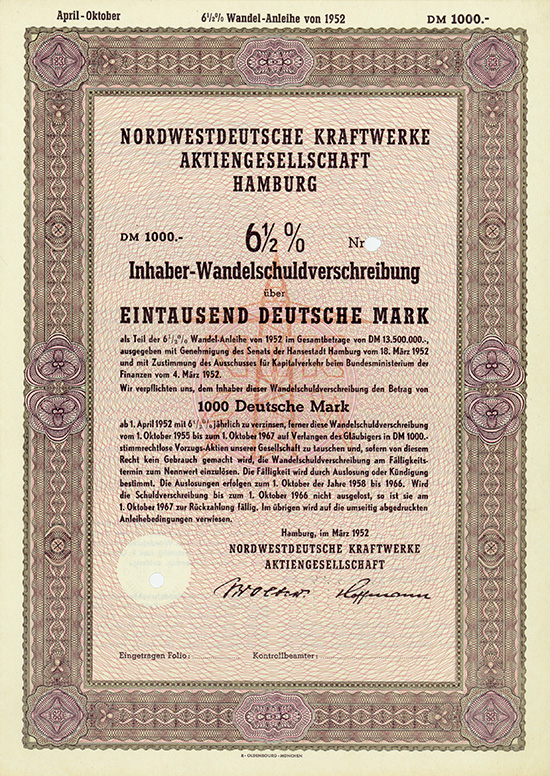 April - Oktober 6½% Wandel-Anleihe von 1952 DM 1000.-
NORDWESTDEUTSCHE KRAFTWERKE
AKTIENGESELLSCHAFT
HAMBURG
DM 1000.- 6½% Nr
Inhaber-Wandelschuldverschreibung
über
EINTAUSEND DEUTSCHE MARK
als Teil der 6½% Wandel-Anleihe von 1952 im Gesamtbetrage von DM 13.500.000.-,
ausgegeben mit Genehmigung des Senats der Hansestadt Hamburg vom 18. März 1952
und mit Zustimmung des Ausschusses für Kapitalverkehr beim Bundesministerium der
Finanzen vom 4. März 1952.
Wir verpflichten uns, dem Inhaber dieser Wandelschuldverschreibung den Betrag von
1000 Deutsche Mark
ab 1. April 1952 mit 6½% jährlich zu verzinsen, ferner diese Wandelschuldverschreibung
vom 1. Oktober 1955 bis zum 1. Oktober 1967 auf Verlangen des Gläubigers in DM 1000.-
stimmrechtlose Vorzugs-Aktien unserer Gesellschaft zu tauschen und, sofern von diesem
Recht kein Gebrauch gemacht wird, die Wandelschuldverschreibung am Fälligkeits-
termin zum Nennwert einzulösen. Die Fälligkeit wird durch Auslosung oder Kündigung
bestimmt. Die Auslosungen erfolgen zum 1. Oktober der Jahre 1958 bis 1966. Wird
die Schuldverschreibung bis zum 1. Oktober 1966 nicht ausgelost, so ist sie am
1. Oktober 1967 zur Rückzahlung fällig. Im übrigen wird auf die umseitig abgedruckten
Anleihebedingungen verwiesen.
Hamburg, im März 1952
NORDWESTDEUTSCHE KRAFTWERKE
AKTIENGESELLSCHAFT
Wolter Hoffmann
Eingetragen Folio: Kontrollbeamter:
R · OLDENBOURG · MÜNCHEN